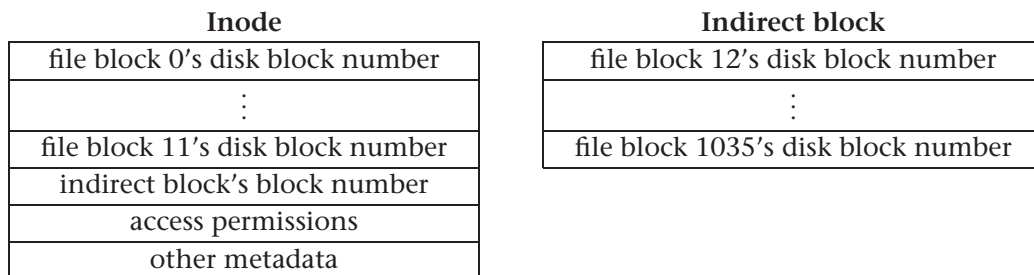 Inode
file block 0's disk block number
⋮
file block 11's disk block number
indirect block's block number
access permissions
other metadata
Indirect block
file block 12's disk block number
⋮
file block 1035's disk block number